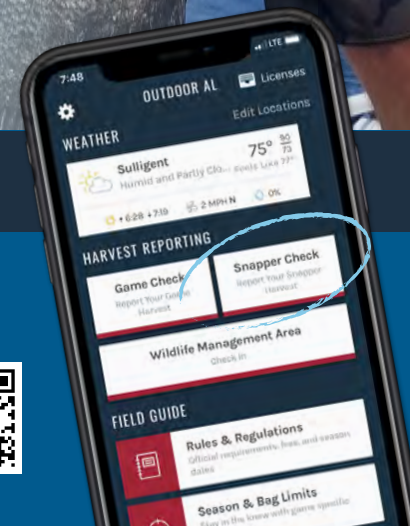 7:48
LTE
OUTDOOR AL
Licenses
Edit Locations
WEATHER
Sulligent
Humid and Partly Clo...
75°
90
73
Feels Like 77°
6:28 7:19
2 MPH N
0%
HARVEST REPORTING
Game Check
Report Your Game
Harvest
Snapper Check
Report Your Snapper
Harvest
Wildlife Management Area
Check in
FIELD GUIDE
Rules & Regulations
Official requirements, fees, and season
dates
Season & Bag Limits
Stay in the know with game specific